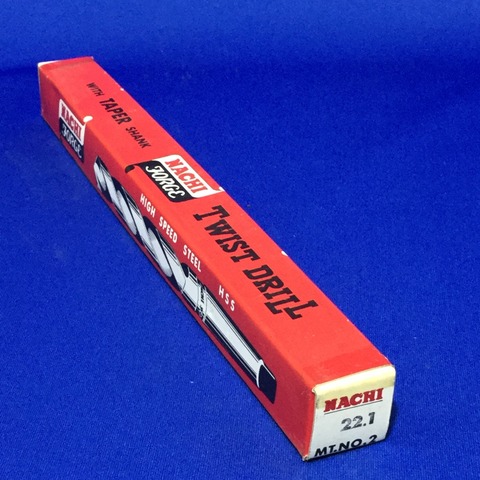 WITH TAPER SHANK
NACHI
FORGE
TWIST DRILL
NACHI
FORGE
HIGH SPEED STEEL HSS
NACHI
22.1
MT.NO.2